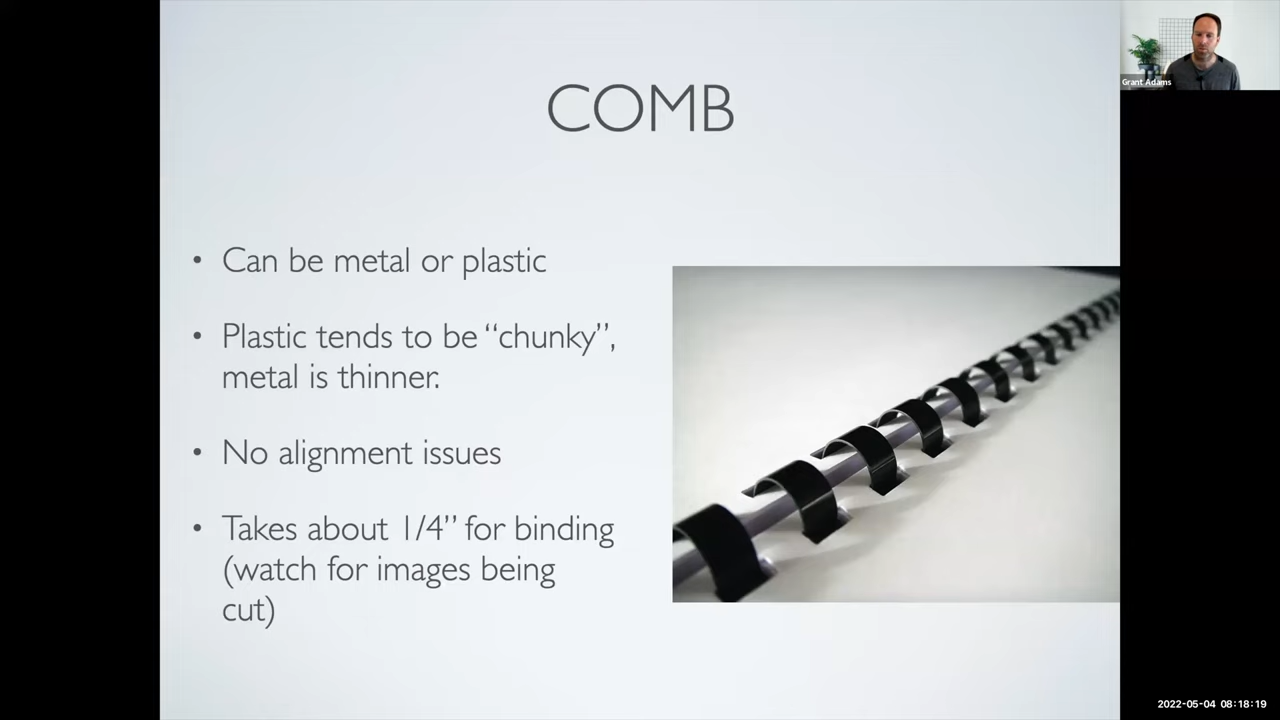 COMB
• Can be metal or plastic
• Plastic tends to be “chunky”,
metal is thinner.
• No alignment issues
• Takes about 1/4” for binding
(watch for images being
cut)
Grant Adams
2022-05-04 08:18:19